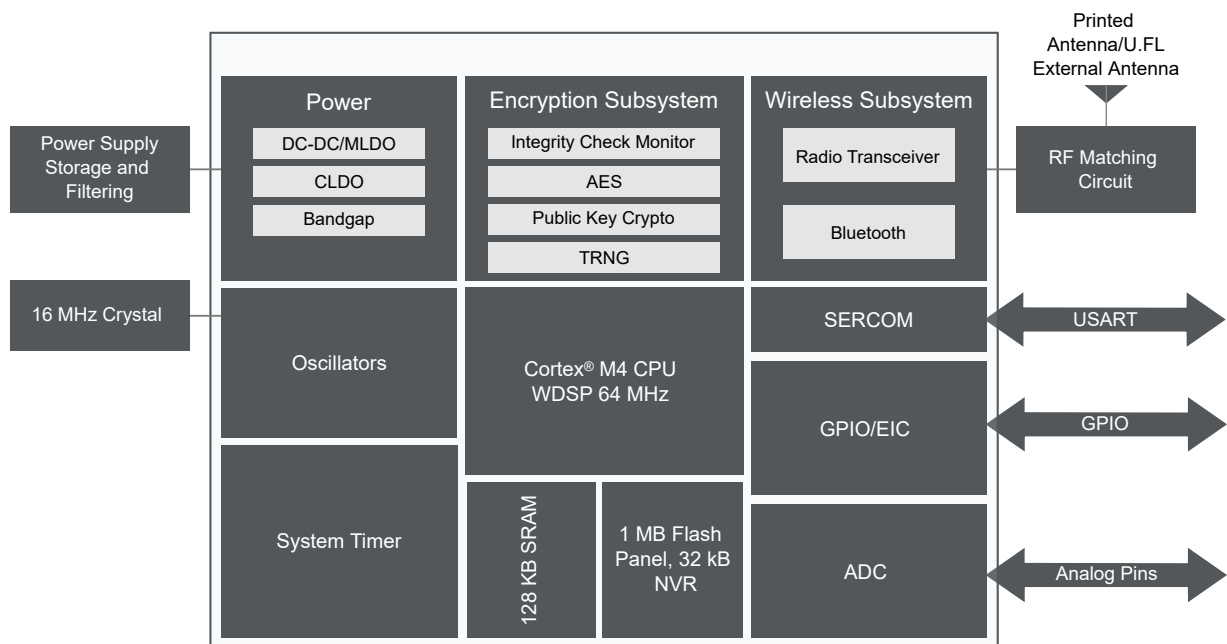 Printed
Antenna/U.FL
External Antenna
Power
Encryption Subsystem
Wireless Subsystem
Power Supply
Storage and
Filtering
DC-DC/MLDO
CLDO
Bandgap
Integrity Check Monitor
AES
Public Key Crypto
TRNG
Radio Transceiver
Bluetooth
RF Matching
Circuit
16 MHz Crystal
Oscillators
Cortex® M4 CPU
WDSP 64 MHz
SERCOM
USART
GPIO/EIC
GPIO
System Timer
128 KB SRAM
1 MB Flash
Panel, 32 kB
NVR
ADC
Analog Pins